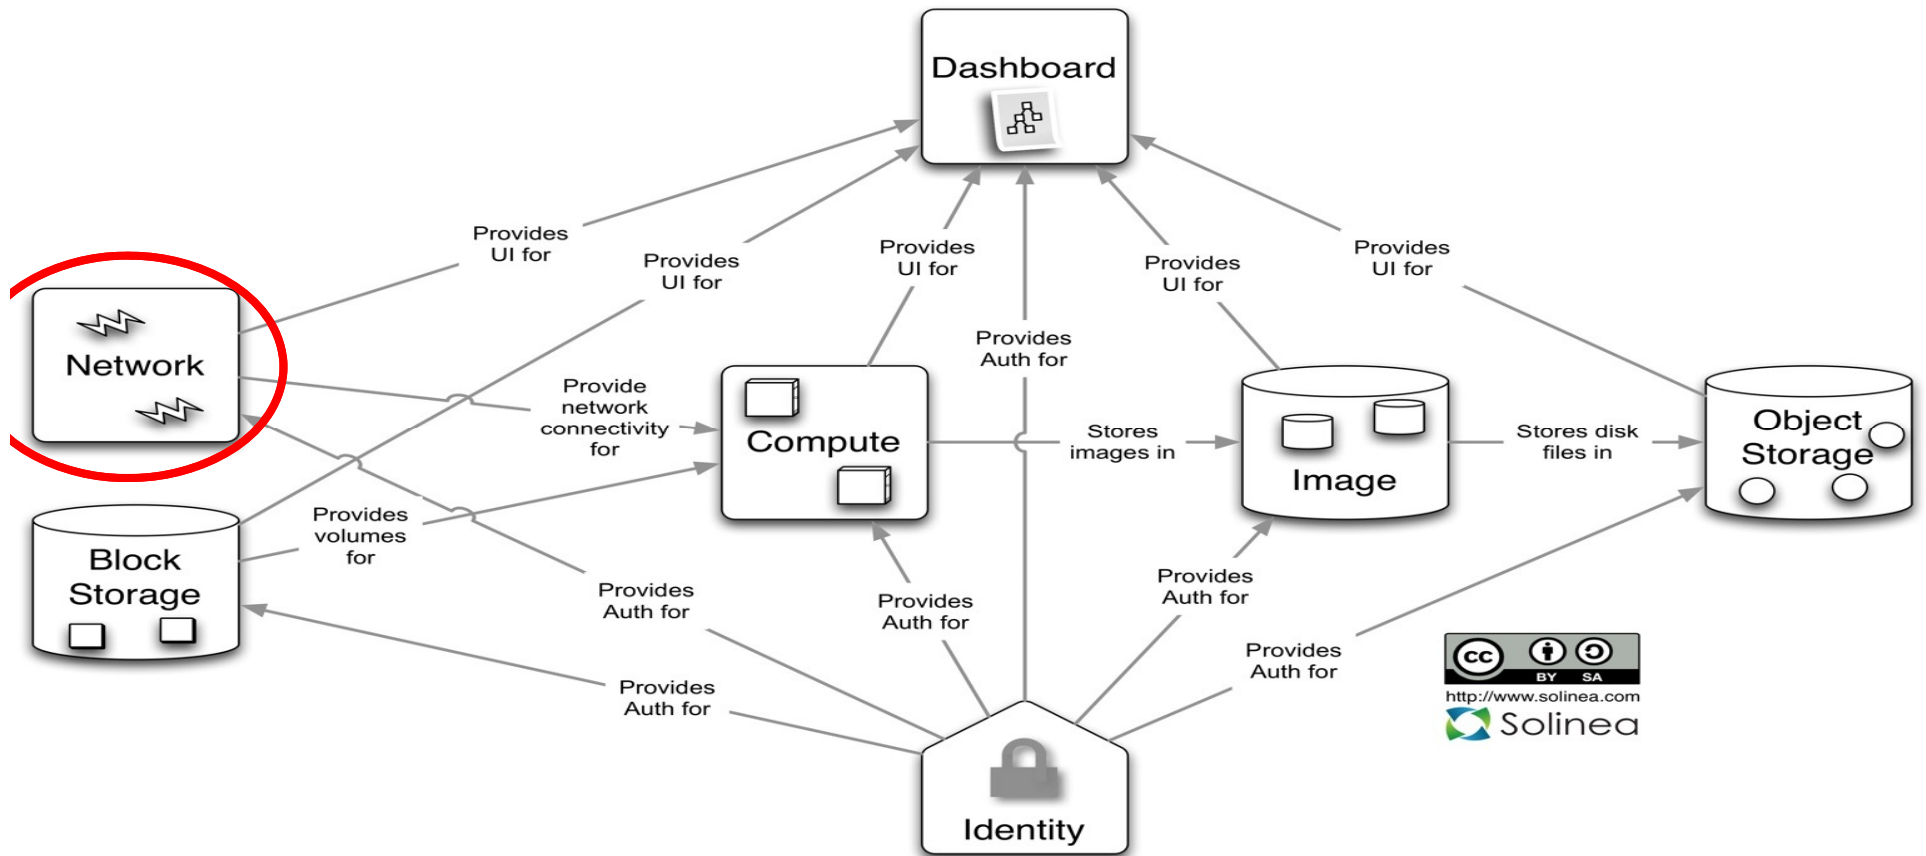 Dashboard
Provides
UI for
Provides
UI for
Provides
UI for
Provides
UI for
Provides
UI for
Provides
Auth for
Network
Provide
network
connectivity
for
Compute
Stores
images in
Image
Stores disk
files in
Object
Storage
Block
Storage
Provides
volumes
for
Provides
Auth for
Provides
Auth for
Provides
Auth for
Provides
Auth for
Provides
Auth for
Identity
cc
BY SA
http://www.solinea.com
Solinea